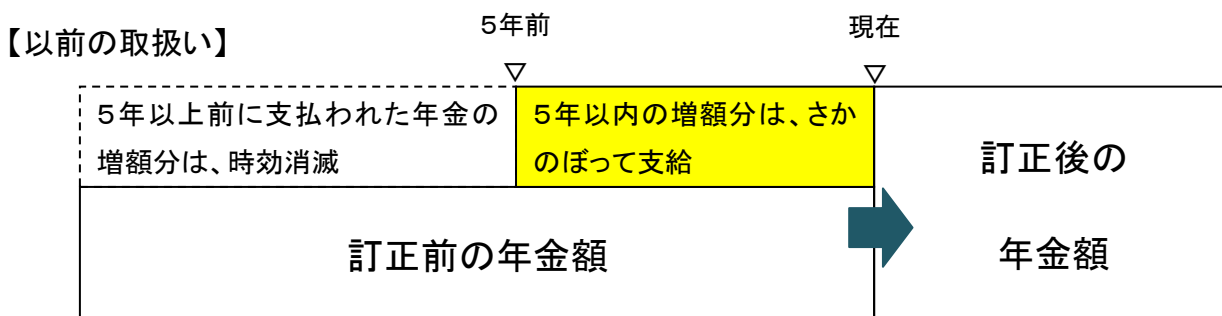 【以前の取扱い】
５年前
現在
▽
▽
５年以上前に支払われた年金の
増額分は、時効消滅
５年以内の増額分は、さか
のぼって支給
訂正前の年金額
訂正後の
年金額